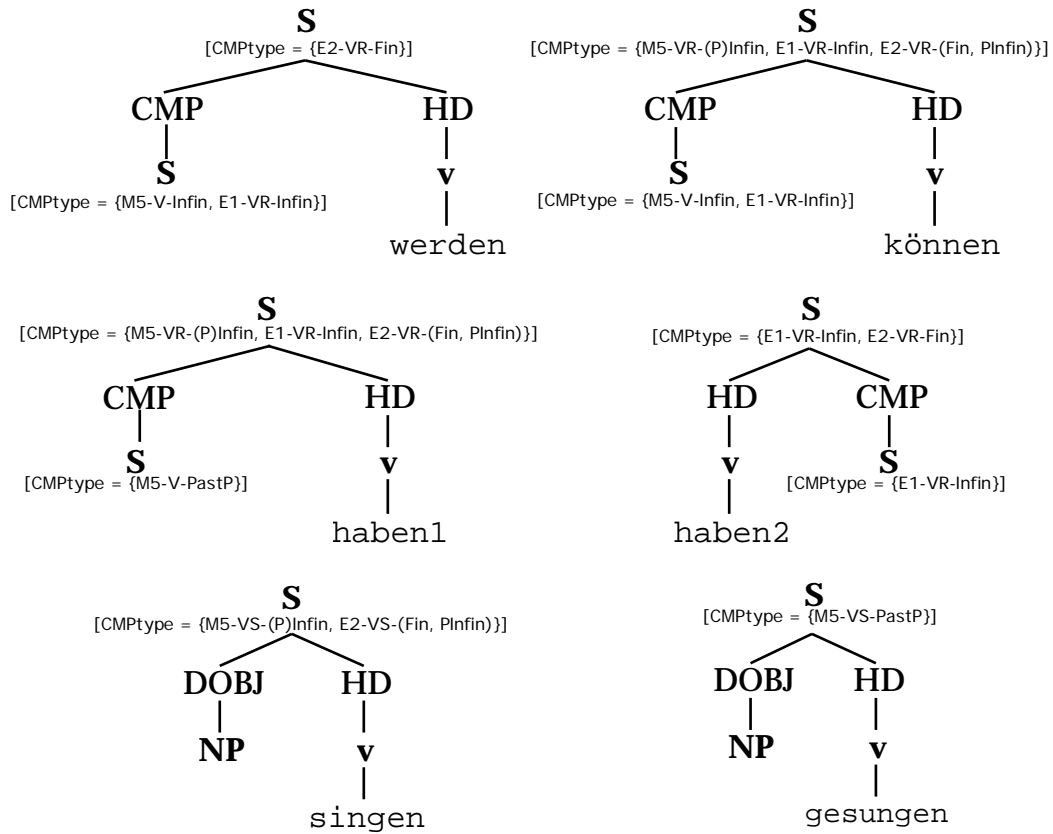 S S
[CMPtype = {E2-VR-Fin}] [CMPtype = {M5-VR-(P)Infin, E1-VR-Infin, E2-VR-(Fin, PInfin)}]
CMP HD CMP HD
S v S v
[CMPtype = {M5-V-Infin, E1-VR-Infin}] [CMPtype = {M5-V-Infin, E1-VR-Infin}]
werden können
S S
[CMPtype = {M5-VR-(P)Infin, E1-VR-Infin, E2-VR-(Fin, PInfin)}] [CMPtype = {E1-VR-Infin, E2-VR-Fin}]
CMP HD HD CMP
S v v S
[CMPtype = {M5-V-PastP}] [CMPtype = {E1-VR-Infin}]
haben1 haben2
S S
[CMPtype = {M5-VS-(P)Infin, E2-VS-(Fin, PInfin)}] [CMPtype = {M5-VS-PastP}]
DOBJ HD DOBJ HD
NP v NP v
singen gesungen